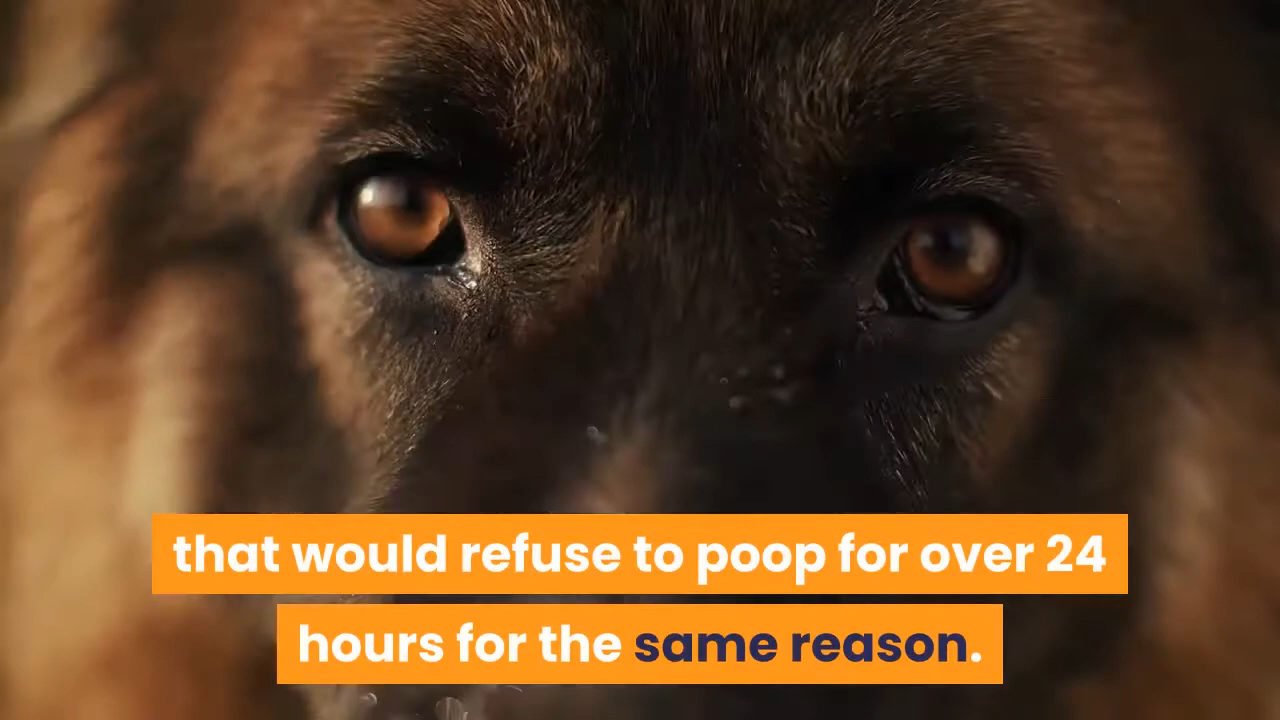 that would refuse to poop for over 24
hours for the same reason.